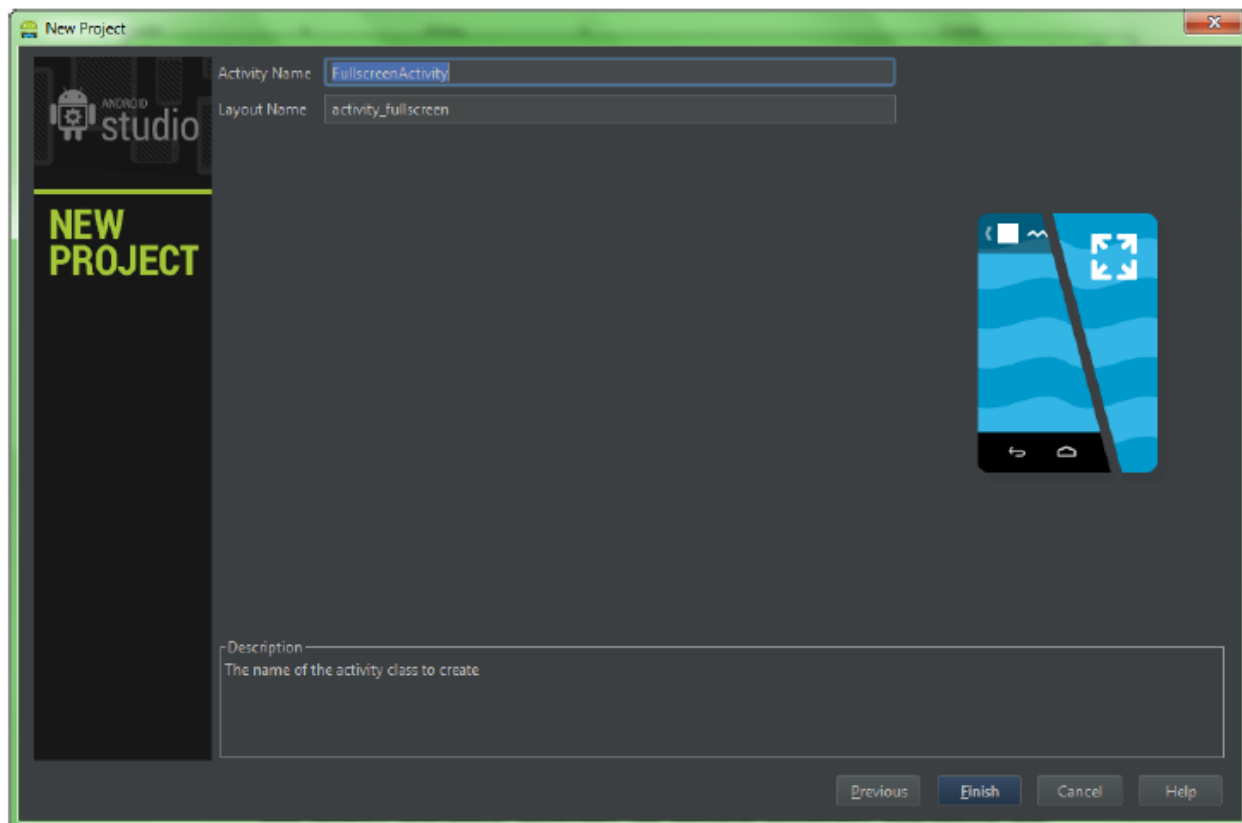 New Project
ANDROID
studio
NEW
PROJECT
Activity Name FullscreenActivity
Layout Name activity_fullscreen
Description
The name of the activity class to create
Previous Finish Cancel Help